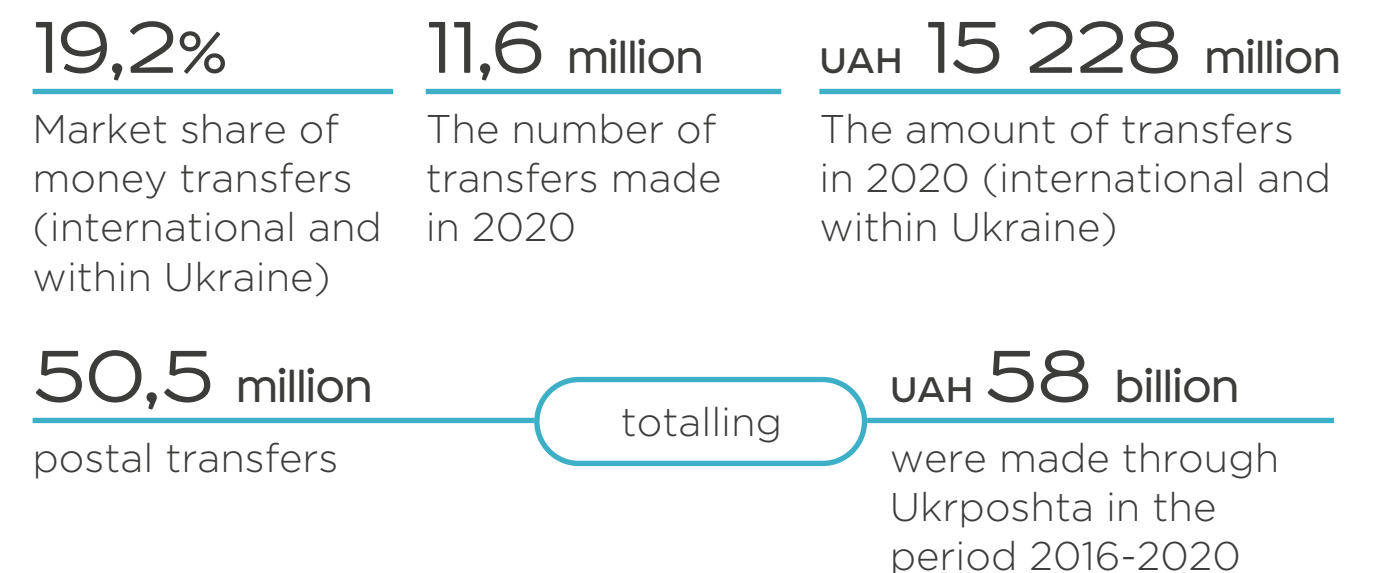 19,2%
Market share of
money transfers
(international and
within Ukraine)
11,6 million
The number of
transfers made
in 2020
UAH 15 228 million
The amount of transfers
in 2020 (international and
within Ukraine)
50,5 million
postal transfers
totalling
UAH 58 billion
were made through
Ukrposhta in the
period 2016-2020